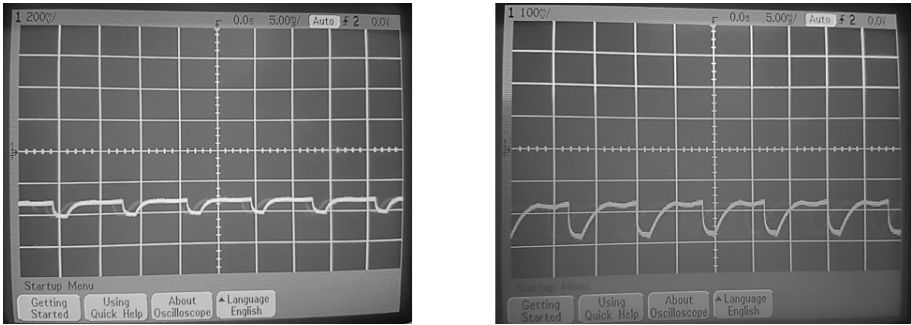 1 200V/ 0.0s 5.00m/ Auto 2 0.0V
Startup Menu
Getting Started
Using Quick Help
About Oscilloscope
Language English
1 100V/ 0.0s 5.00m/ Auto 2 0.0V
Startup Menu
Getting Started
Using Quick Help
About Oscilloscope
Language English